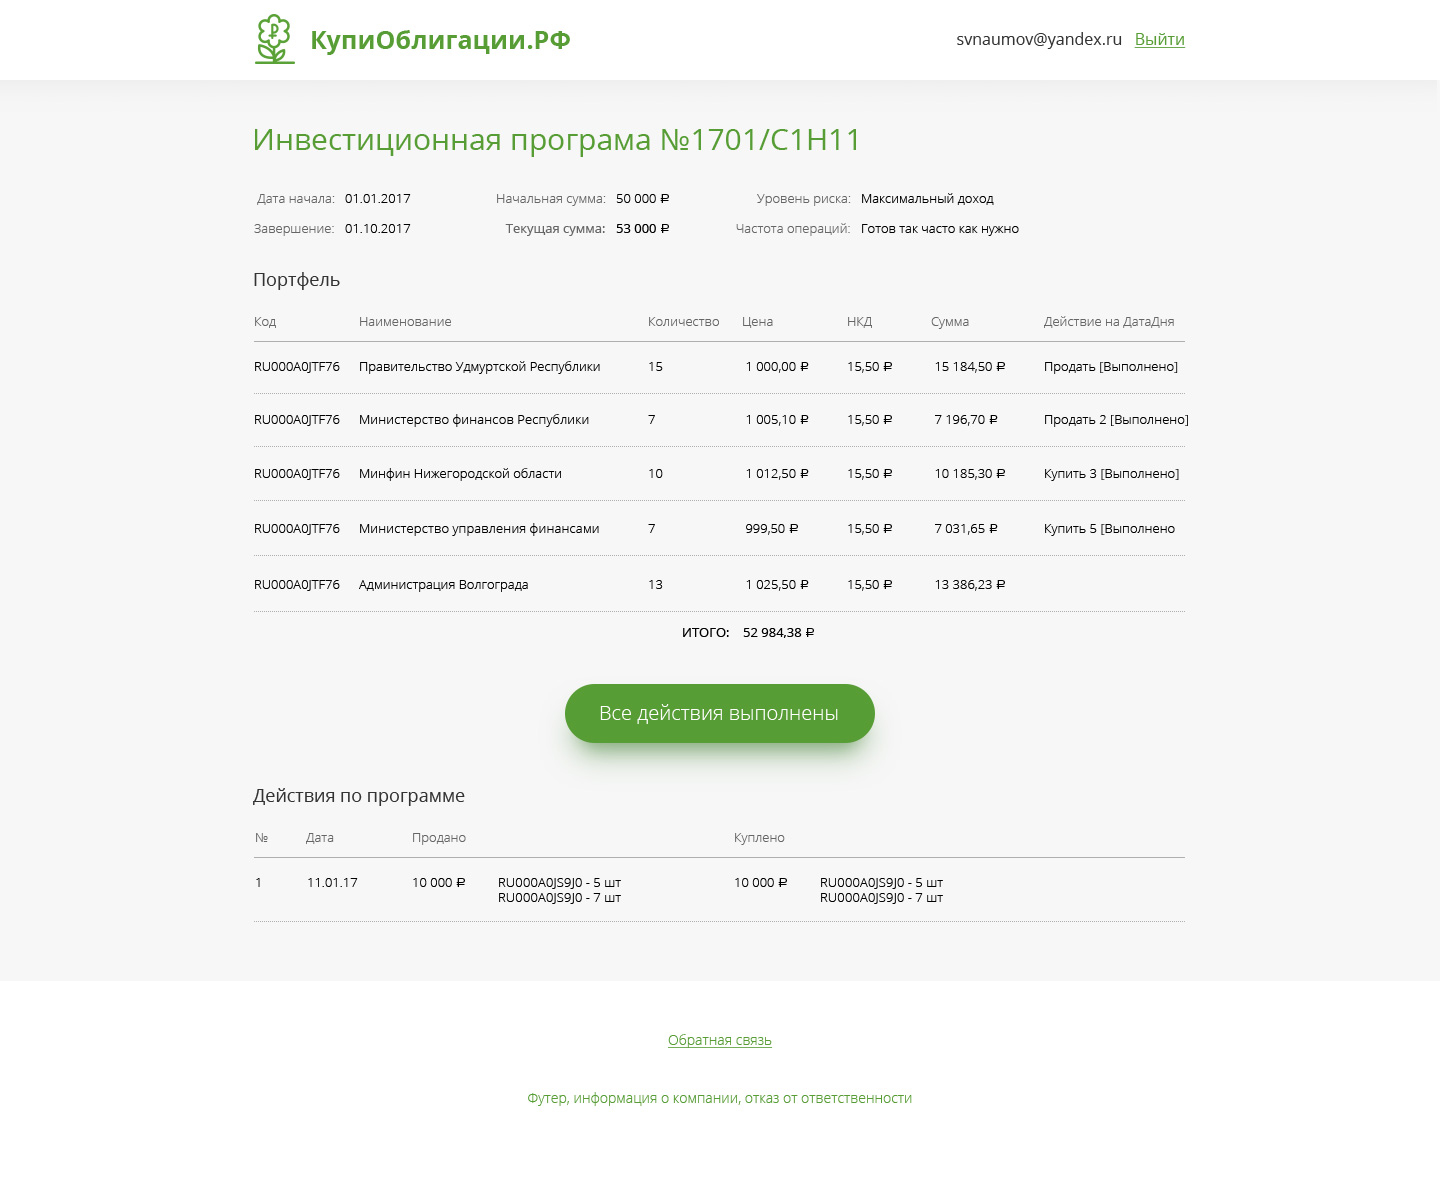 КупиОблигации.РФ
svnaumov@yandex.ru Выйти
Инвестиционная програма №1701/С1Н11
Дата начала: 01.01.2017 Начальная сумма: 50 000 ₽ Уровень риска: Максимальный доход
Завершение: 01.10.2017 Текущая сумма: 53 000 ₽ Частота операций: Готов так часто как нужно
Портфель
Код Наименование Количество Цена НКД Сумма Действие на ДатаДня
RU000A0JTF76 Правительство Удмуртской Республики 15 1 000,00 ₽ 15,50 ₽ 15 184,50 ₽ Продать [Выполнено]
RU000A0JTF76 Министерство финансов Республики 7 1 005,10 ₽ 15,50 ₽ 7 196,70 ₽ Продать 2 [Выполнено]
RU000A0JTF76 Минфин Нижегородской области 10 1 012,50 ₽ 15,50 ₽ 10 185,30 ₽ Купить 3 [Выполнено]
RU000A0JTF76 Министерство управления финансами 7 999,50 ₽ 15,50 ₽ 7 031,65 ₽ Купить 5 [Выполнено
RU000A0JTF76 Администрация Волгограда 13 1 025,50 ₽ 15,50 ₽ 13 386,23 ₽
ИТОГО: 52 984,38 ₽
Все действия выполнены
Действия по программе
№ Дата Продано Куплено
1 11.01.17 10 000 ₽ RU000A0JS9J0 - 5 шт 10 000 ₽ RU000A0JS9J0 - 5 шт
RU000A0JS9J0 - 7 шт RU000A0JS9J0 - 7 шт
Обратная связь
Футер, информация о компании, отказ от ответственности